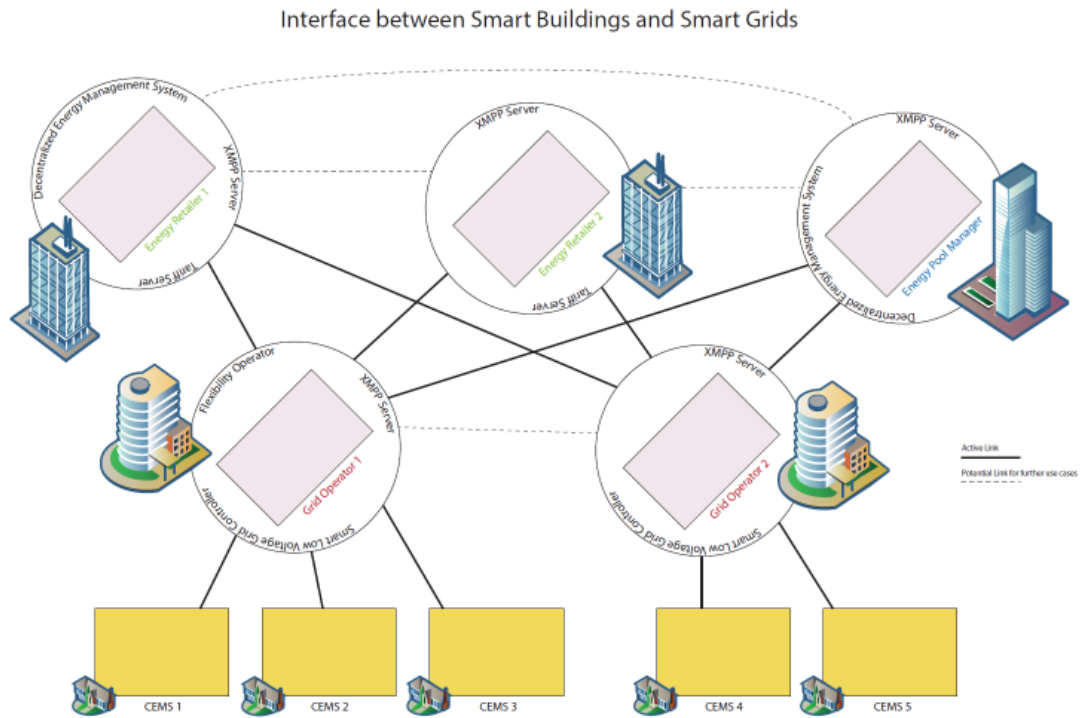 Interface between Smart Buildings and Smart Grids
Decentralized Energy Management System
XMPP Server
Energy Retailer 1
Tariff Server
XMPP Server
Energy Retailer 2
Tariff Server
XMPP Server
Decentralized Energy Management System
Energy Pool Manager
Flexibility Operator
XMPP Server
Grid Operator 1
Smart Low Voltage Grid Controller
XMPP Server
Grid Operator 2
Smart Low Voltage Grid Controller
Active Link
Potential Link for further use cases
CEMS 1
CEMS 2
CEMS 3
CEMS 4
CEMS 5